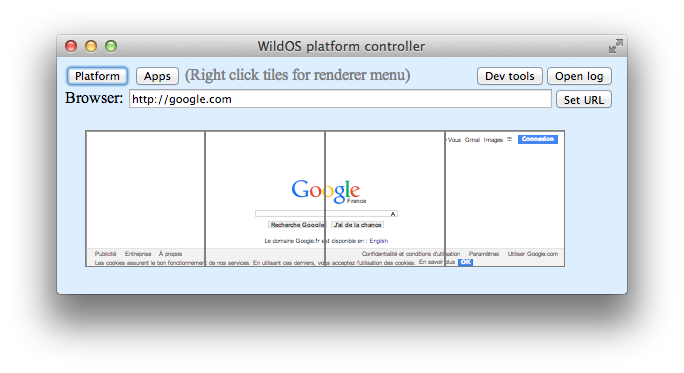 WildOS platform controller
Platform Apps (Right click tiles for renderer menu) Dev tools Open log
Browser: http://google.com Set URL
Vous Gmail Images Connexion
Google
France
A
Recherche Google J'ai de la chance
Le domaine Google.fr est disponible en : English
Publicité Entreprise À propos Confidentialité et conditions d'utilisation Paramètres Utiliser Google.com
Les cookies assurent le bon fonctionnement de nos services. En utilisant ces derniers, vous acceptez l'utilisation des cookies. En savoir plus OK